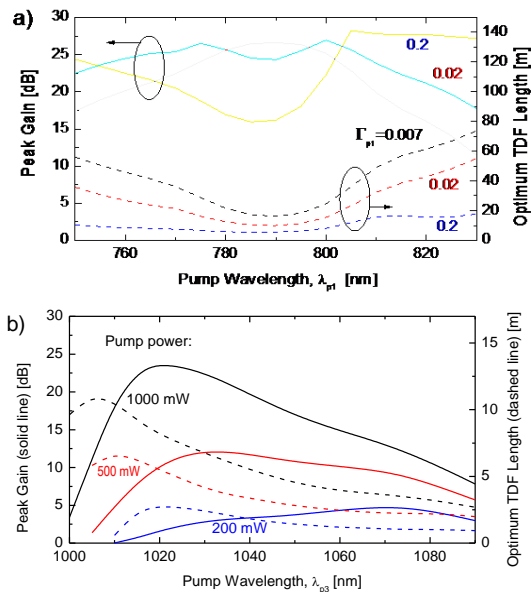 a)
30
25
20
15
10
5
0
Peak Gain [dB]
140
120
100
80
60
40
20
0
Optimum TDF Length [m]
0.2
0.02
Γp1=0.007
0.02
0.2
760 780 800 820
Pump Wavelength, λp1 [nm]
b)
Pump power:
30
25
20
15
10
5
0
Peak Gain (solid line) [dB]
15
10
5
0
Optimum TDF Length (dashed line) [m]
1000 mW
500 mW
200 mW
1000 1020 1040 1060 1080
Pump Wavelength, λp3 [nm]